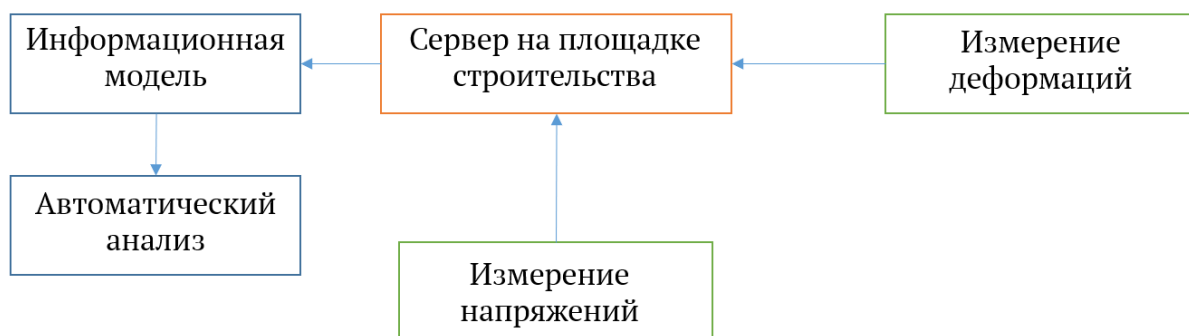 Информационная
модель
Сервер на площадке
строительства
Измерение
деформаций
Автоматический
анализ
Измерение
напряжений